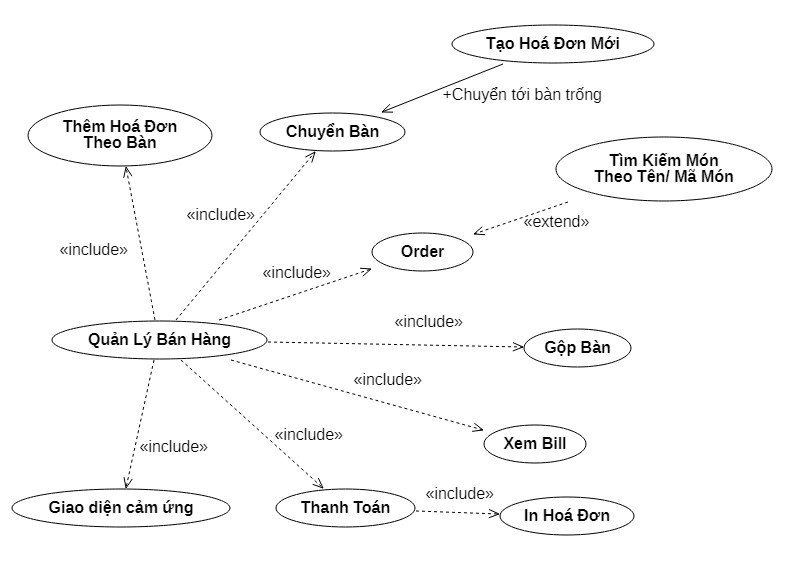 Tạo Hoá Đơn Mới
+Chuyển tới bàn trống
Thêm Hoá Đơn
Theo Bàn
Chuyển Bàn
Tìm Kiếm Món
Theo Tên/ Mã Món
«include»
«extend»
«include»
Order
«include»
«include»
Quản Lý Bán Hàng
Gộp Bàn
«include»
Xem Bill
«include»
«include»
Giao diện cảm ứng
Thanh Toán
«include»
In Hoá Đơn